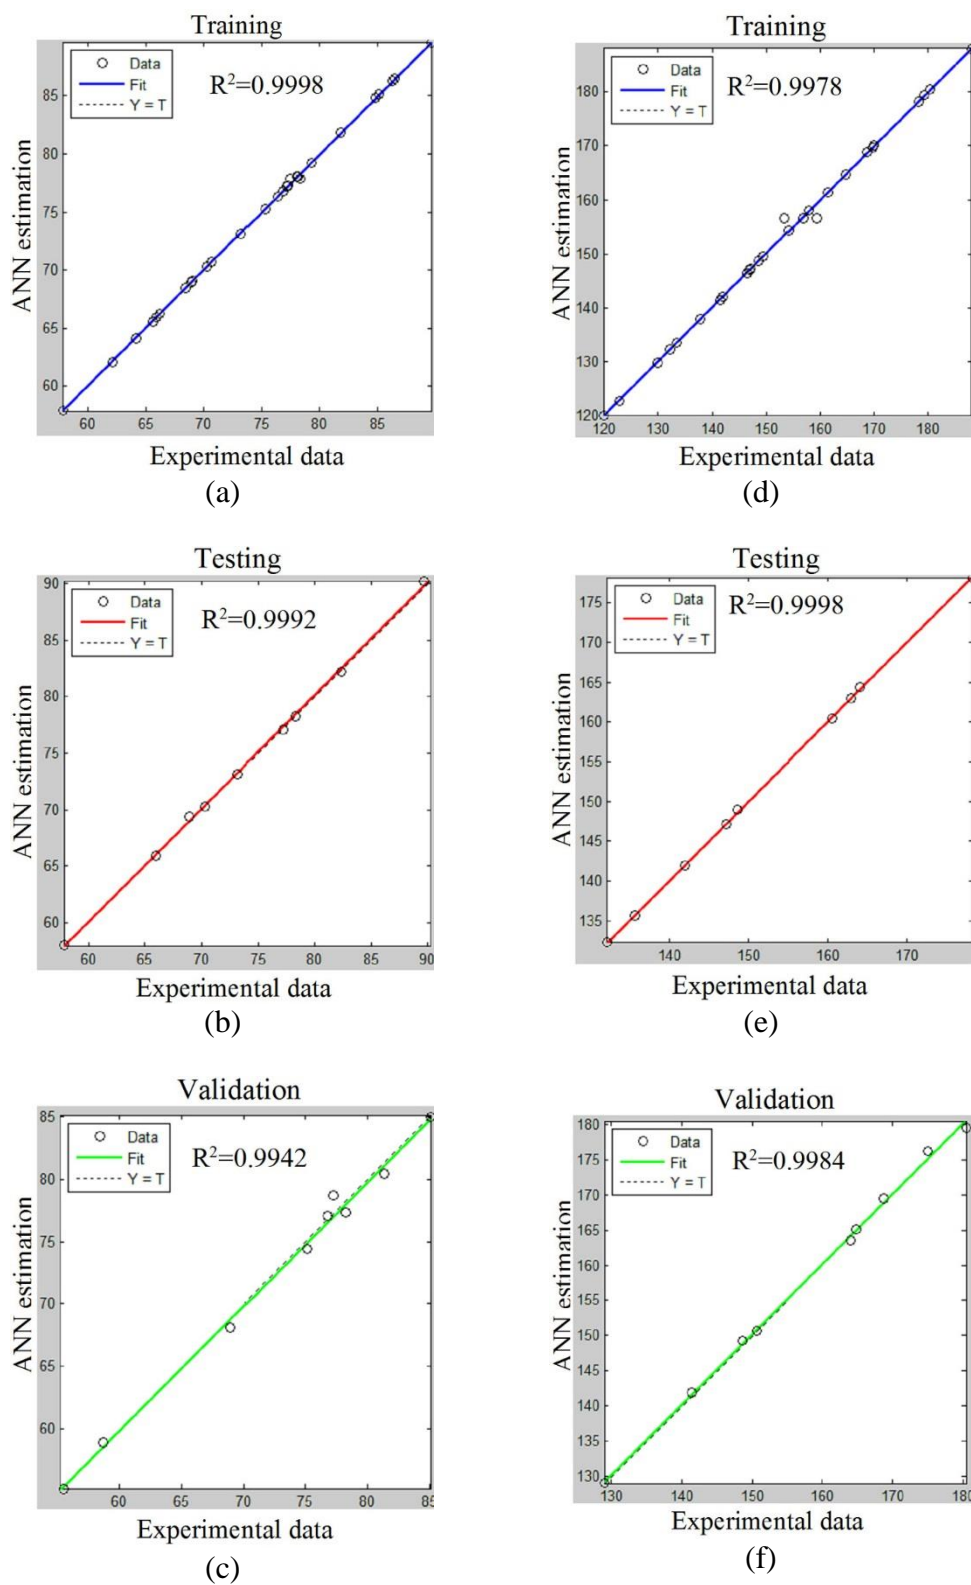 Training
Data
Fit
Y = T
R²=0.9998
85
80
75
70
65
60
ANN estimation
60 65 70 75 80 85
Experimental data
(a)
Training
Data
Fit
Y = T
R²=0.9978
180
170
160
150
140
130
120
ANN estimation
120 130 140 150 160 170 180
Experimental data
(d)
Testing
Data
Fit
Y = T
R²=0.9992
90
85
80
75
70
65
60
ANN estimation
60 65 70 75 80 85 90
Experimental data
(b)
Testing
Data
Fit
Y = T
R²=0.9998
175
170
165
160
155
150
145
140
135
ANN estimation
140 150 160 170
Experimental data
(e)
Validation
Data
Fit
Y = T
R²=0.9942
85
80
75
70
65
60
ANN estimation
60 65 70 75 80 85
Experimental data
(c)
Validation
Data
Fit
Y = T
R²=0.9984
180
175
170
165
160
155
150
145
140
135
130
ANN estimation
130 140 150 160 170 180
Experimental data
(f)